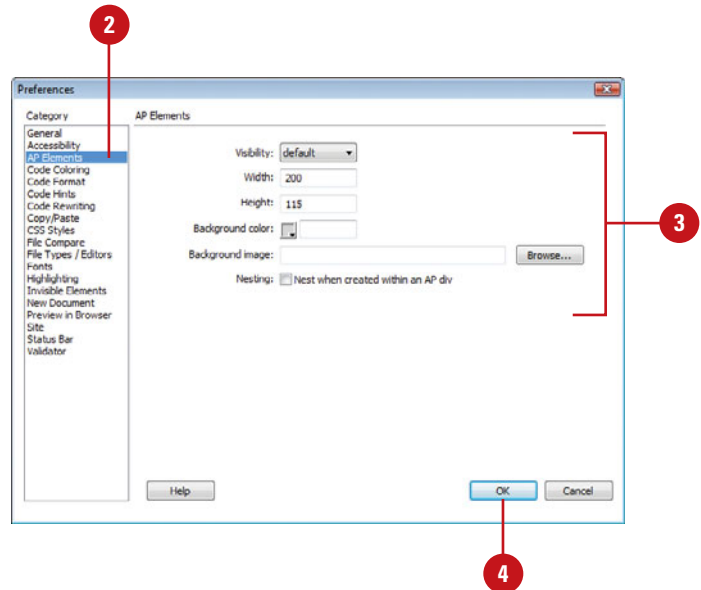 2
Preferences
Category
AP Elements
General
Accessibility
AP Elements
Code Coloring
Code Format
Code Hints
Code Rewriting
Copy/Paste
CSS Styles
File Compare
File Types / Editors
Fonts
Highlighting
Invisible Elements
New Document
Preview in Browser
Site
Status Bar
Validator
Visibility: default
Width: 200
Height: 115
Background color:
Background image: Browse...
Nesting: Nest when created within an AP div
3
Help OK Cancel
4